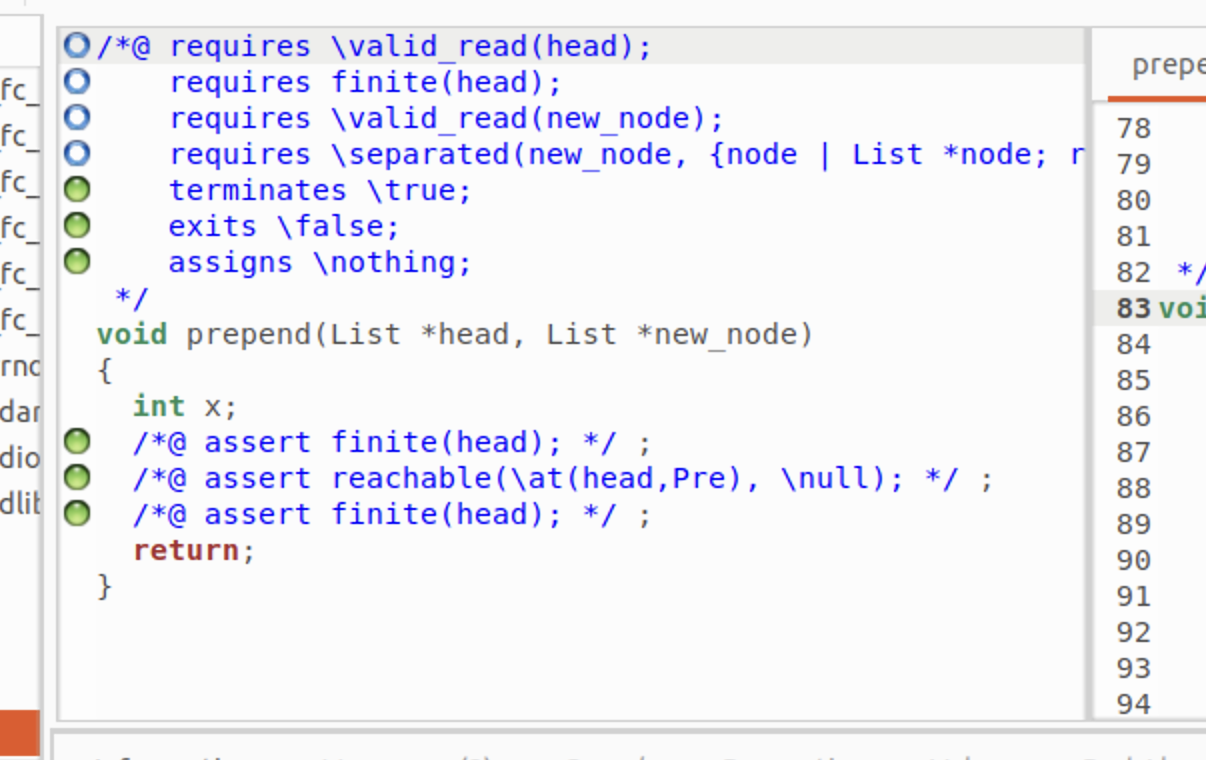 /*@ requires \valid_read(head);
requires finite(head);
requires \valid_read(new_node);
requires \separated(new_node, {node | List *node; r
terminates \true;
exits \false;
assigns \nothing;
*/
void prepend(List *head, List *new_node)
{
int x;
/*@ assert finite(head); */ ;
/*@ assert reachable(\at(head,Pre), \null); */ ;
/*@ assert finite(head); */ ;
return;
}
fc_
fc_
fc_
fc_
fc_
fc_
rno
dar
dio
dlib
prepe
78
79
80
81
82 */
83 voi
84
85
86
87
88
89
90
91
92
93
94